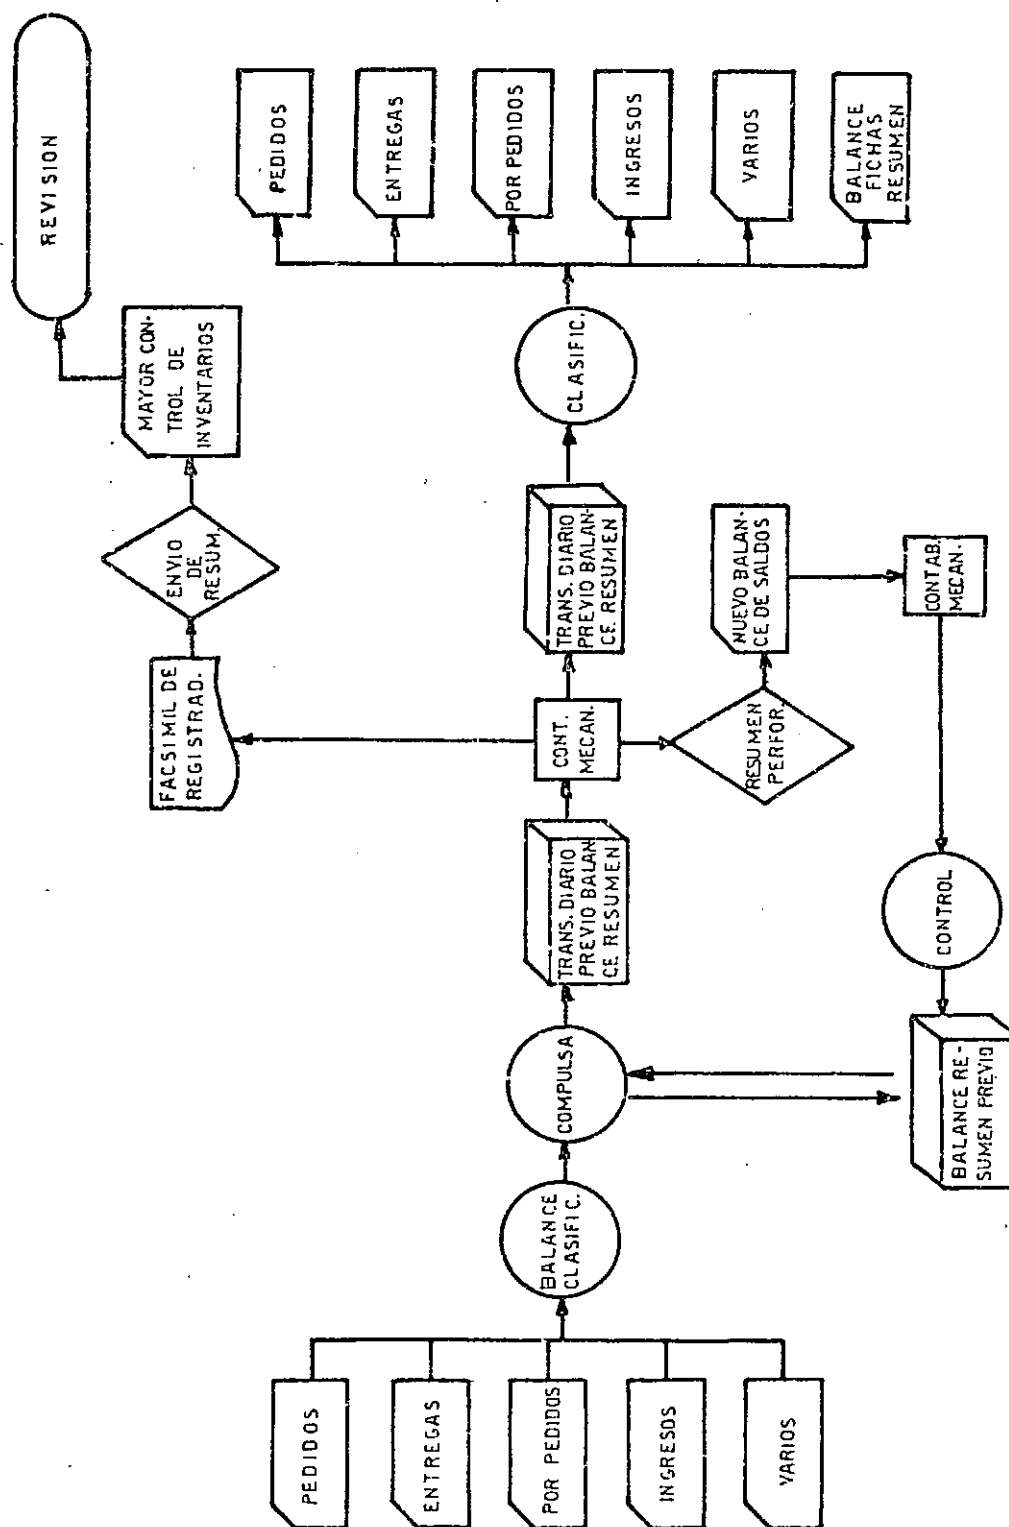 REVISION
MAYOR CON-
TROL DE
INVENTARIOS
ENVIO
DE
RESUM.
FACSIMIL DE
REGISTRAD.
PEDIDOS
ENTREGAS
POR PEDIDOS
INGRESOS
VARIOS
BALANCE
CLASIFIC.
COMPULSA
TRANS. DIARIO
PREVIO BALAN
CE RESUMEN
CONT.
MECAN.
TRANS. DIARIO
PREVIO BALAN-
CE. RESUMEN
CLASIFIC.
PEDIDOS
ENTREGAS
POR PEDIDOS
INGRESOS
VARIOS
BALANCE
FICHAS
RESUMEN
RESUMEN
PERFOR.
NUEVO BALAN-
CE DE SALDOS
CONTAB.
MECAN.
CONTROL
BALANCE RE-
SUMEN PREVIO